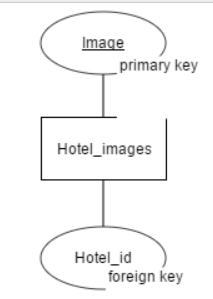 Image
primary key
Hotel_images
Hotel_id
foreign key